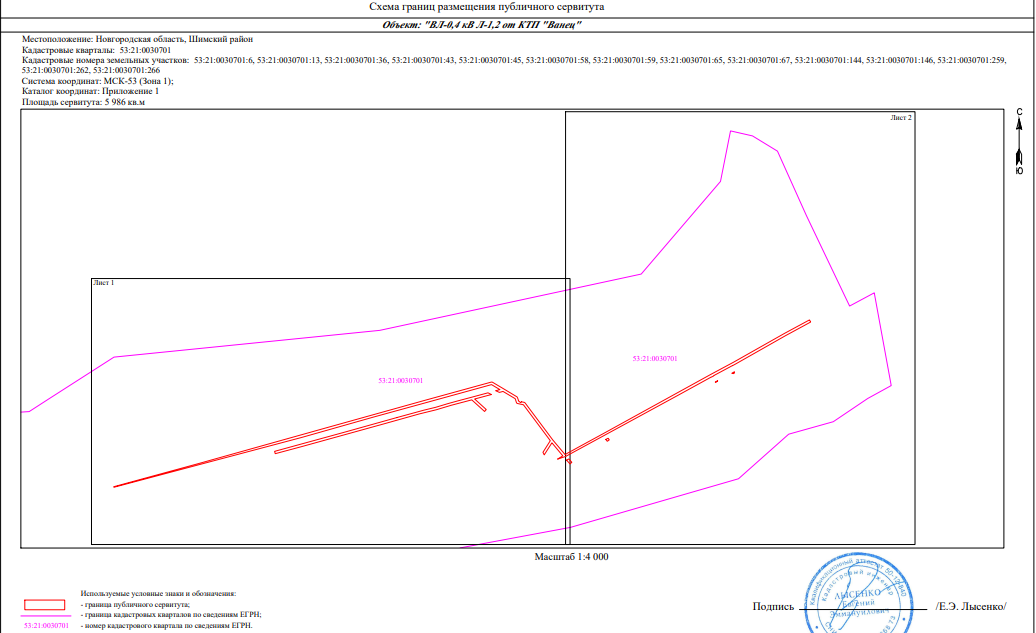 Схема границ размещения публичного сервитута
Объект: "ВЛ-0,4 кВ Л-1,2 от КТП "Ванец"
Местоположение: Новгородская область, Шимский район
Кадастровые кварталы: 53:21:0030701
Кадастровые номера земельных участков: 53:21:0030701:6, 53:21:0030701:13, 53:21:0030701:36, 53:21:0030701:43, 53:21:0030701:45, 53:21:0030701:58, 53:21:0030701:59, 53:21:0030701:65, 53:21:0030701:67, 53:21:0030701:144, 53:21:0030701:146, 53:21:0030701:259,
53:21:0030701:262, 53:21:0030701:266
Система координат: МСК-53 (Зона 1);
Каталог координат: Приложение 1
Площадь сервитута: 5 986 кв.м
С
Лист 2
Ю
Лист 1
53:21:0030701
53:21:0030701
Масштаб 1:4 000
Используемые условные знаки и обозначения:
- граница публичного сервитута;
- граница кадастровых кварталов по сведениям ЕГРН;
53:21:0030701 - номер кадастрового квартала по сведениям ЕГРН.
Подпись /Е.Э. Лысенко/
Квалификационный аттестат
Кадастровый инженер
ЛЫСЕНКО
Евгений
Эммануилович